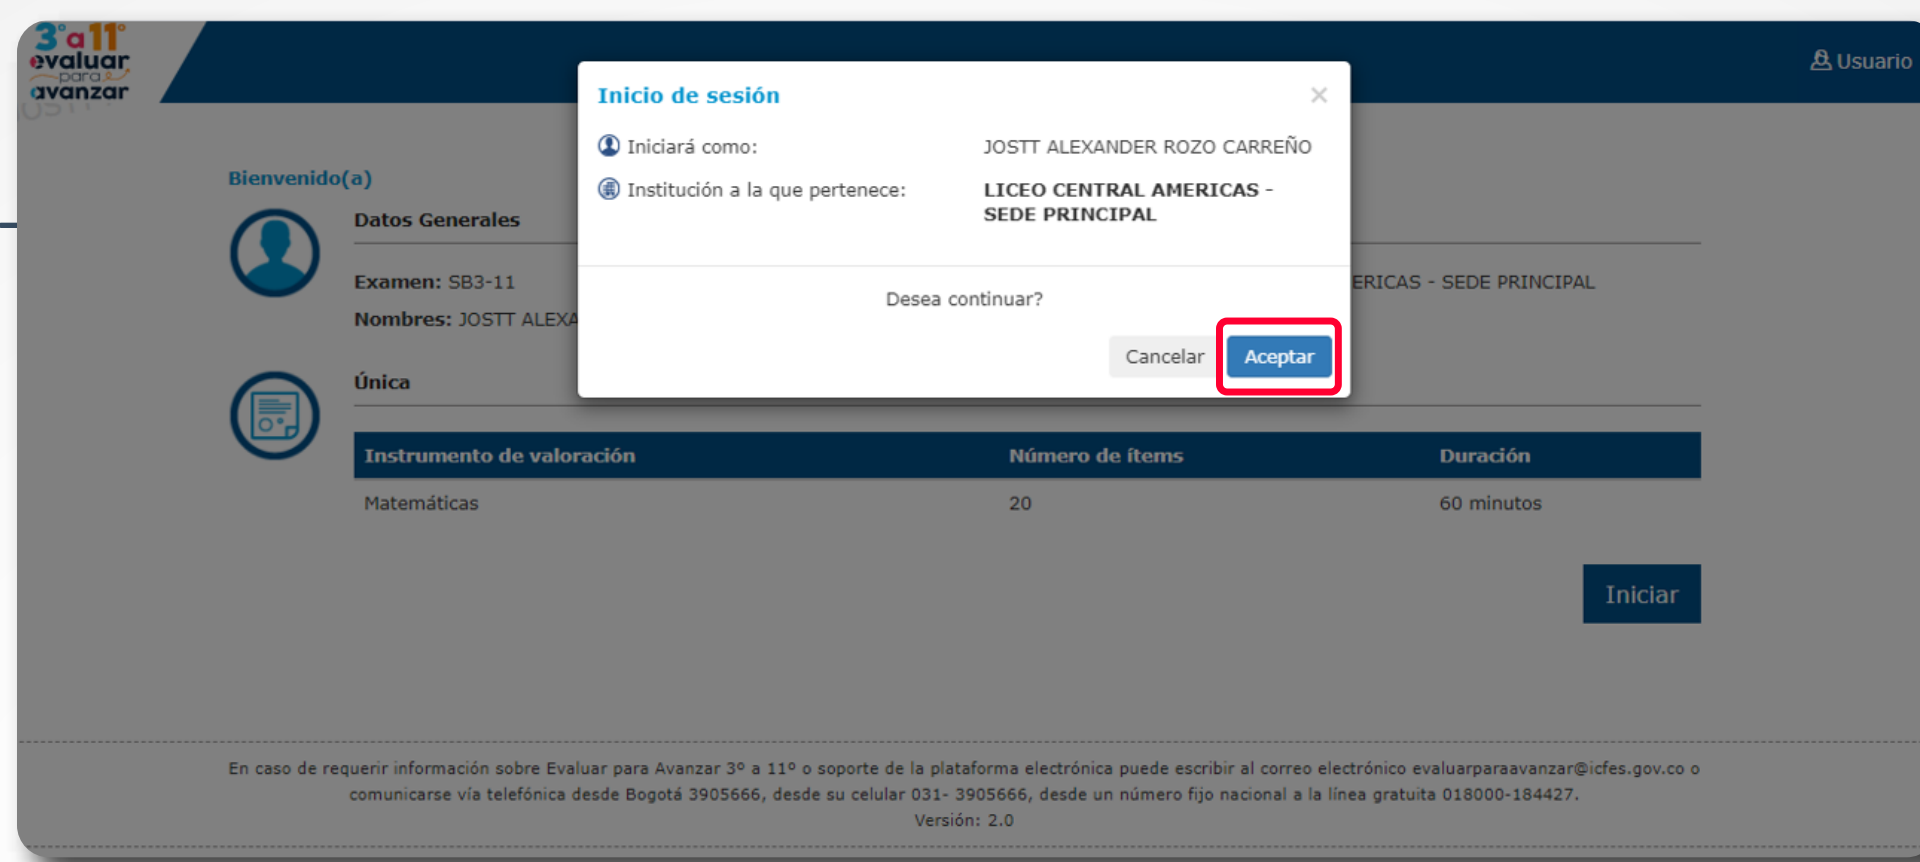 3° a 11°
evaluar
para
avanzar
Usuario
Inicio de sesión
Iniciará como: JOSTT ALEXANDER ROZO CARREÑO
Institución a la que pertenece: LICEO CENTRAL AMERICAS -
SEDE PRINCIPAL
Desea continuar?
Cancelar Aceptar
Bienvenido(a)
Datos Generales
Examen: SB3-11 ERICAS - SEDE PRINCIPAL
Nombres: JOSTT ALEXA
Única
Instrumento de valoración Número de ítems Duración
Matemáticas 20 60 minutos
Iniciar
En caso de requerir información sobre Evaluar para Avanzar 3º a 11º o soporte de la plataforma electrónica puede escribir al correo electrónico evaluarparaavanzar@icfes.gov.co o
comunicarse vía telefónica desde Bogotá 3905666, desde su celular 031- 3905666, desde un número fijo nacional a la línea gratuita 018000-184427.
Versión: 2.0